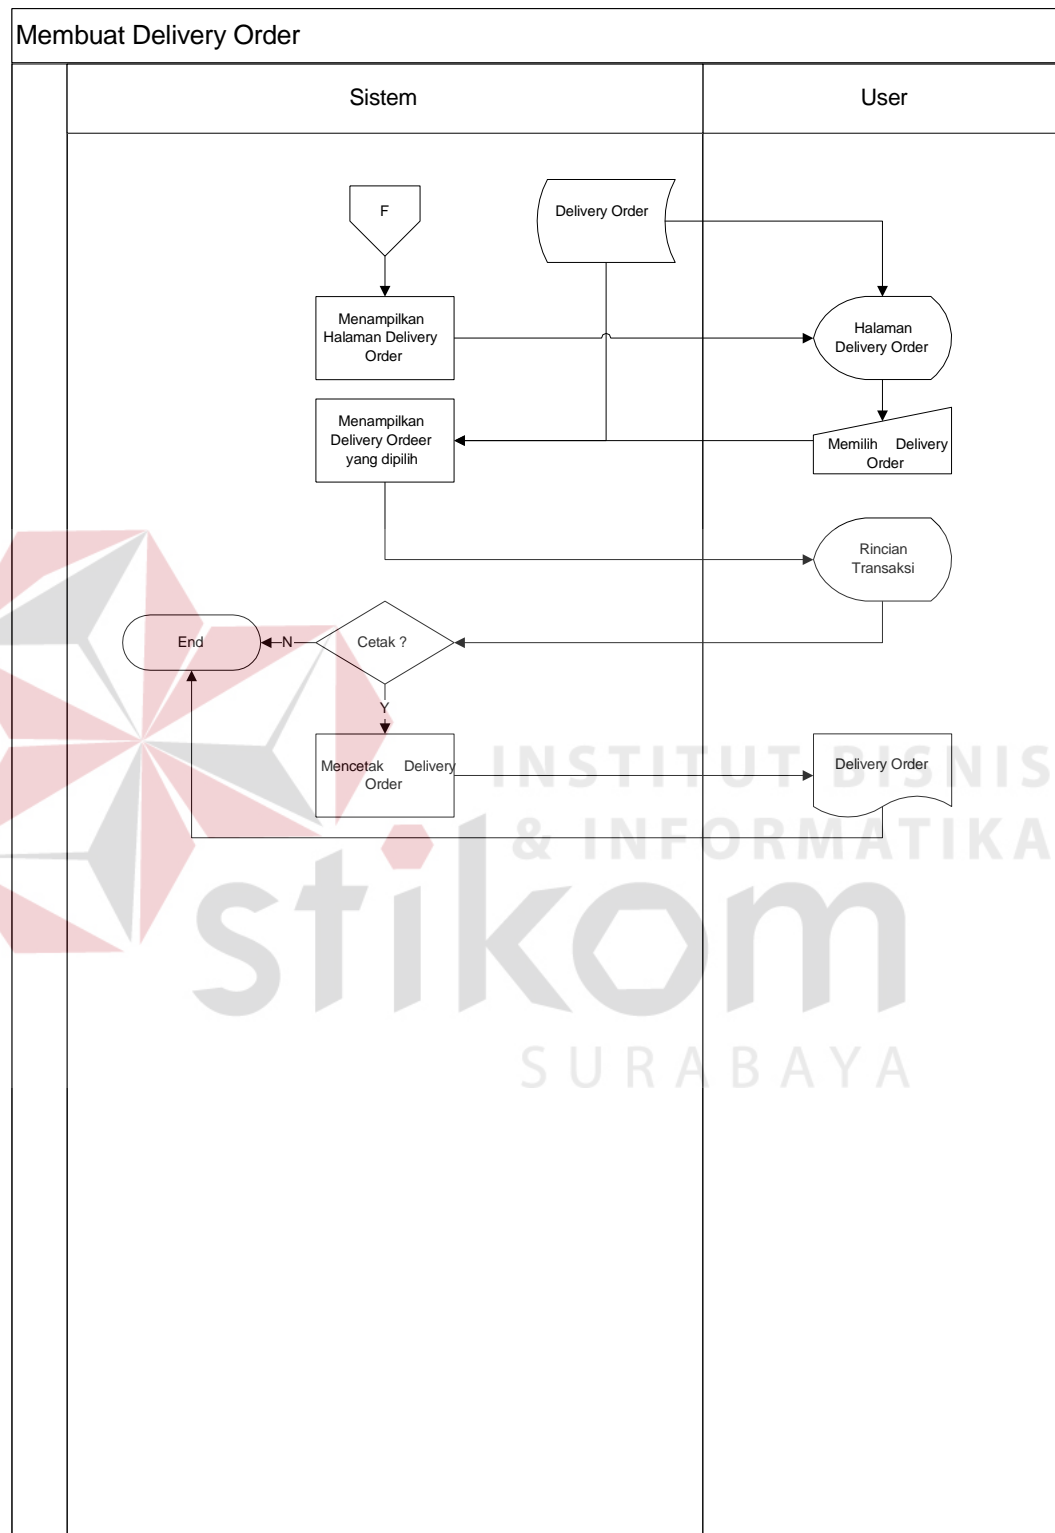 Membuat Delivery Order
Sistem
User
F
Delivery Order
Menampilkan
Halaman Delivery
Order
Halaman
Delivery Order
Menampilkan
Delivery Ordeer
yang dipilih
Memilih Delivery
Order
Rincian
Transaksi
End
N
Cetak ?
Y
Mencetak Delivery
Order
Delivery Order
INSTITUT BISNIS
& INFORMATIKA
stikom
SURABAYA